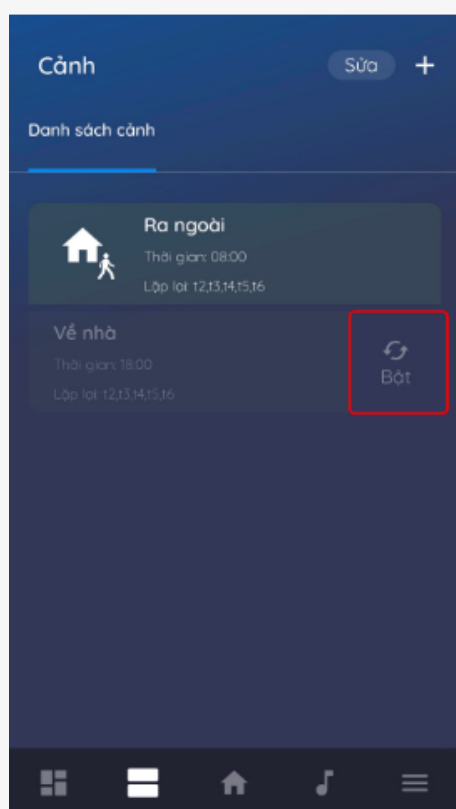 Cảnh
Sửa +
Danh sách cảnh
Ra ngoài
Thời gian: 08:00
Lặp lại: t2,t3,t4,t5,t6
Về nhà
Thời gian: 18:00
Lặp lại: t2,t3,t4,t5,t6
Bật